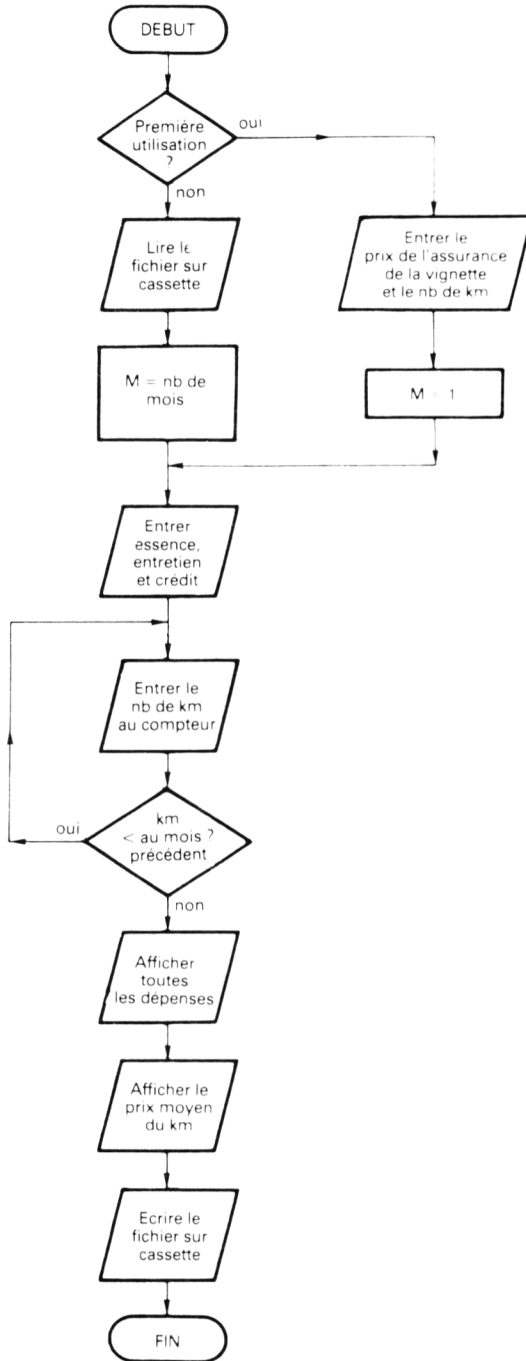 DEBUT
Première
utilisation
?
oui
non
Lire le
fichier sur
cassette
Entrer le
prix de l'assurance
de la vignette
et le nb de km
M = nb de
mois
M = 1
Entrer
essence,
entretien
et crédit
Entrer le
nb de km
au compteur
km
< au mois ?
précédent
oui
non
Afficher
toutes
les dépenses
Afficher le
prix moyen
du km
Ecrire le
fichier sur
cassette
FIN